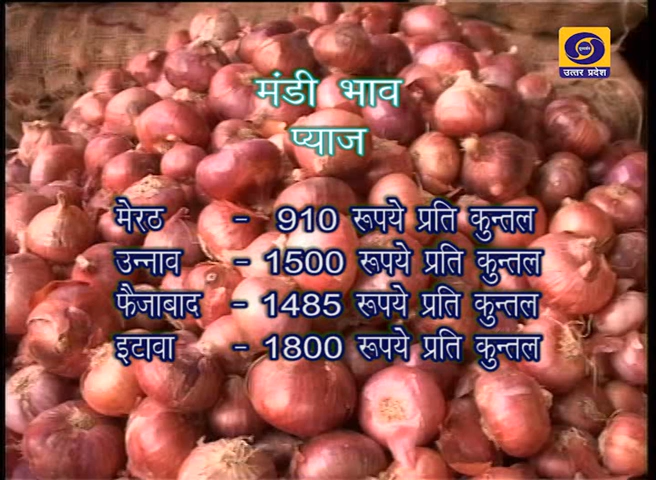 उत्तर प्रदेश
मंडी भाव
प्याज
मेरठ - 910 रूपये प्रति कुन्तल
उन्नाव - 1500 रूपये प्रति कुन्तल
फैजाबाद - 1485 रूपये प्रति कुन्तल
इटावा - 1800 रूपये प्रति कुन्तल